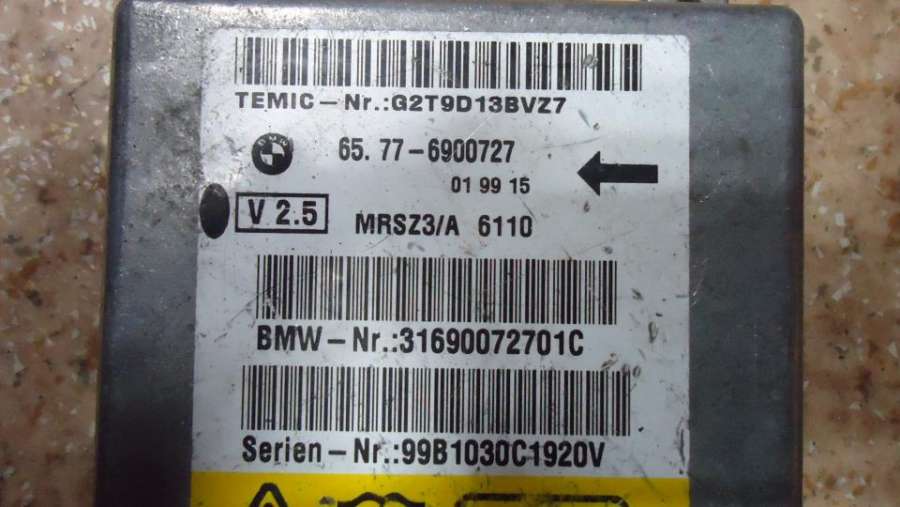 TEMIC-Nr.:G2T9D13BVZ7
BMW
65.77-6900727
01 99 15
V 2.5
MRSZ3/A 6110
BMW-Nr.:31690072701C
Serien-Nr.:99B1030C1920V